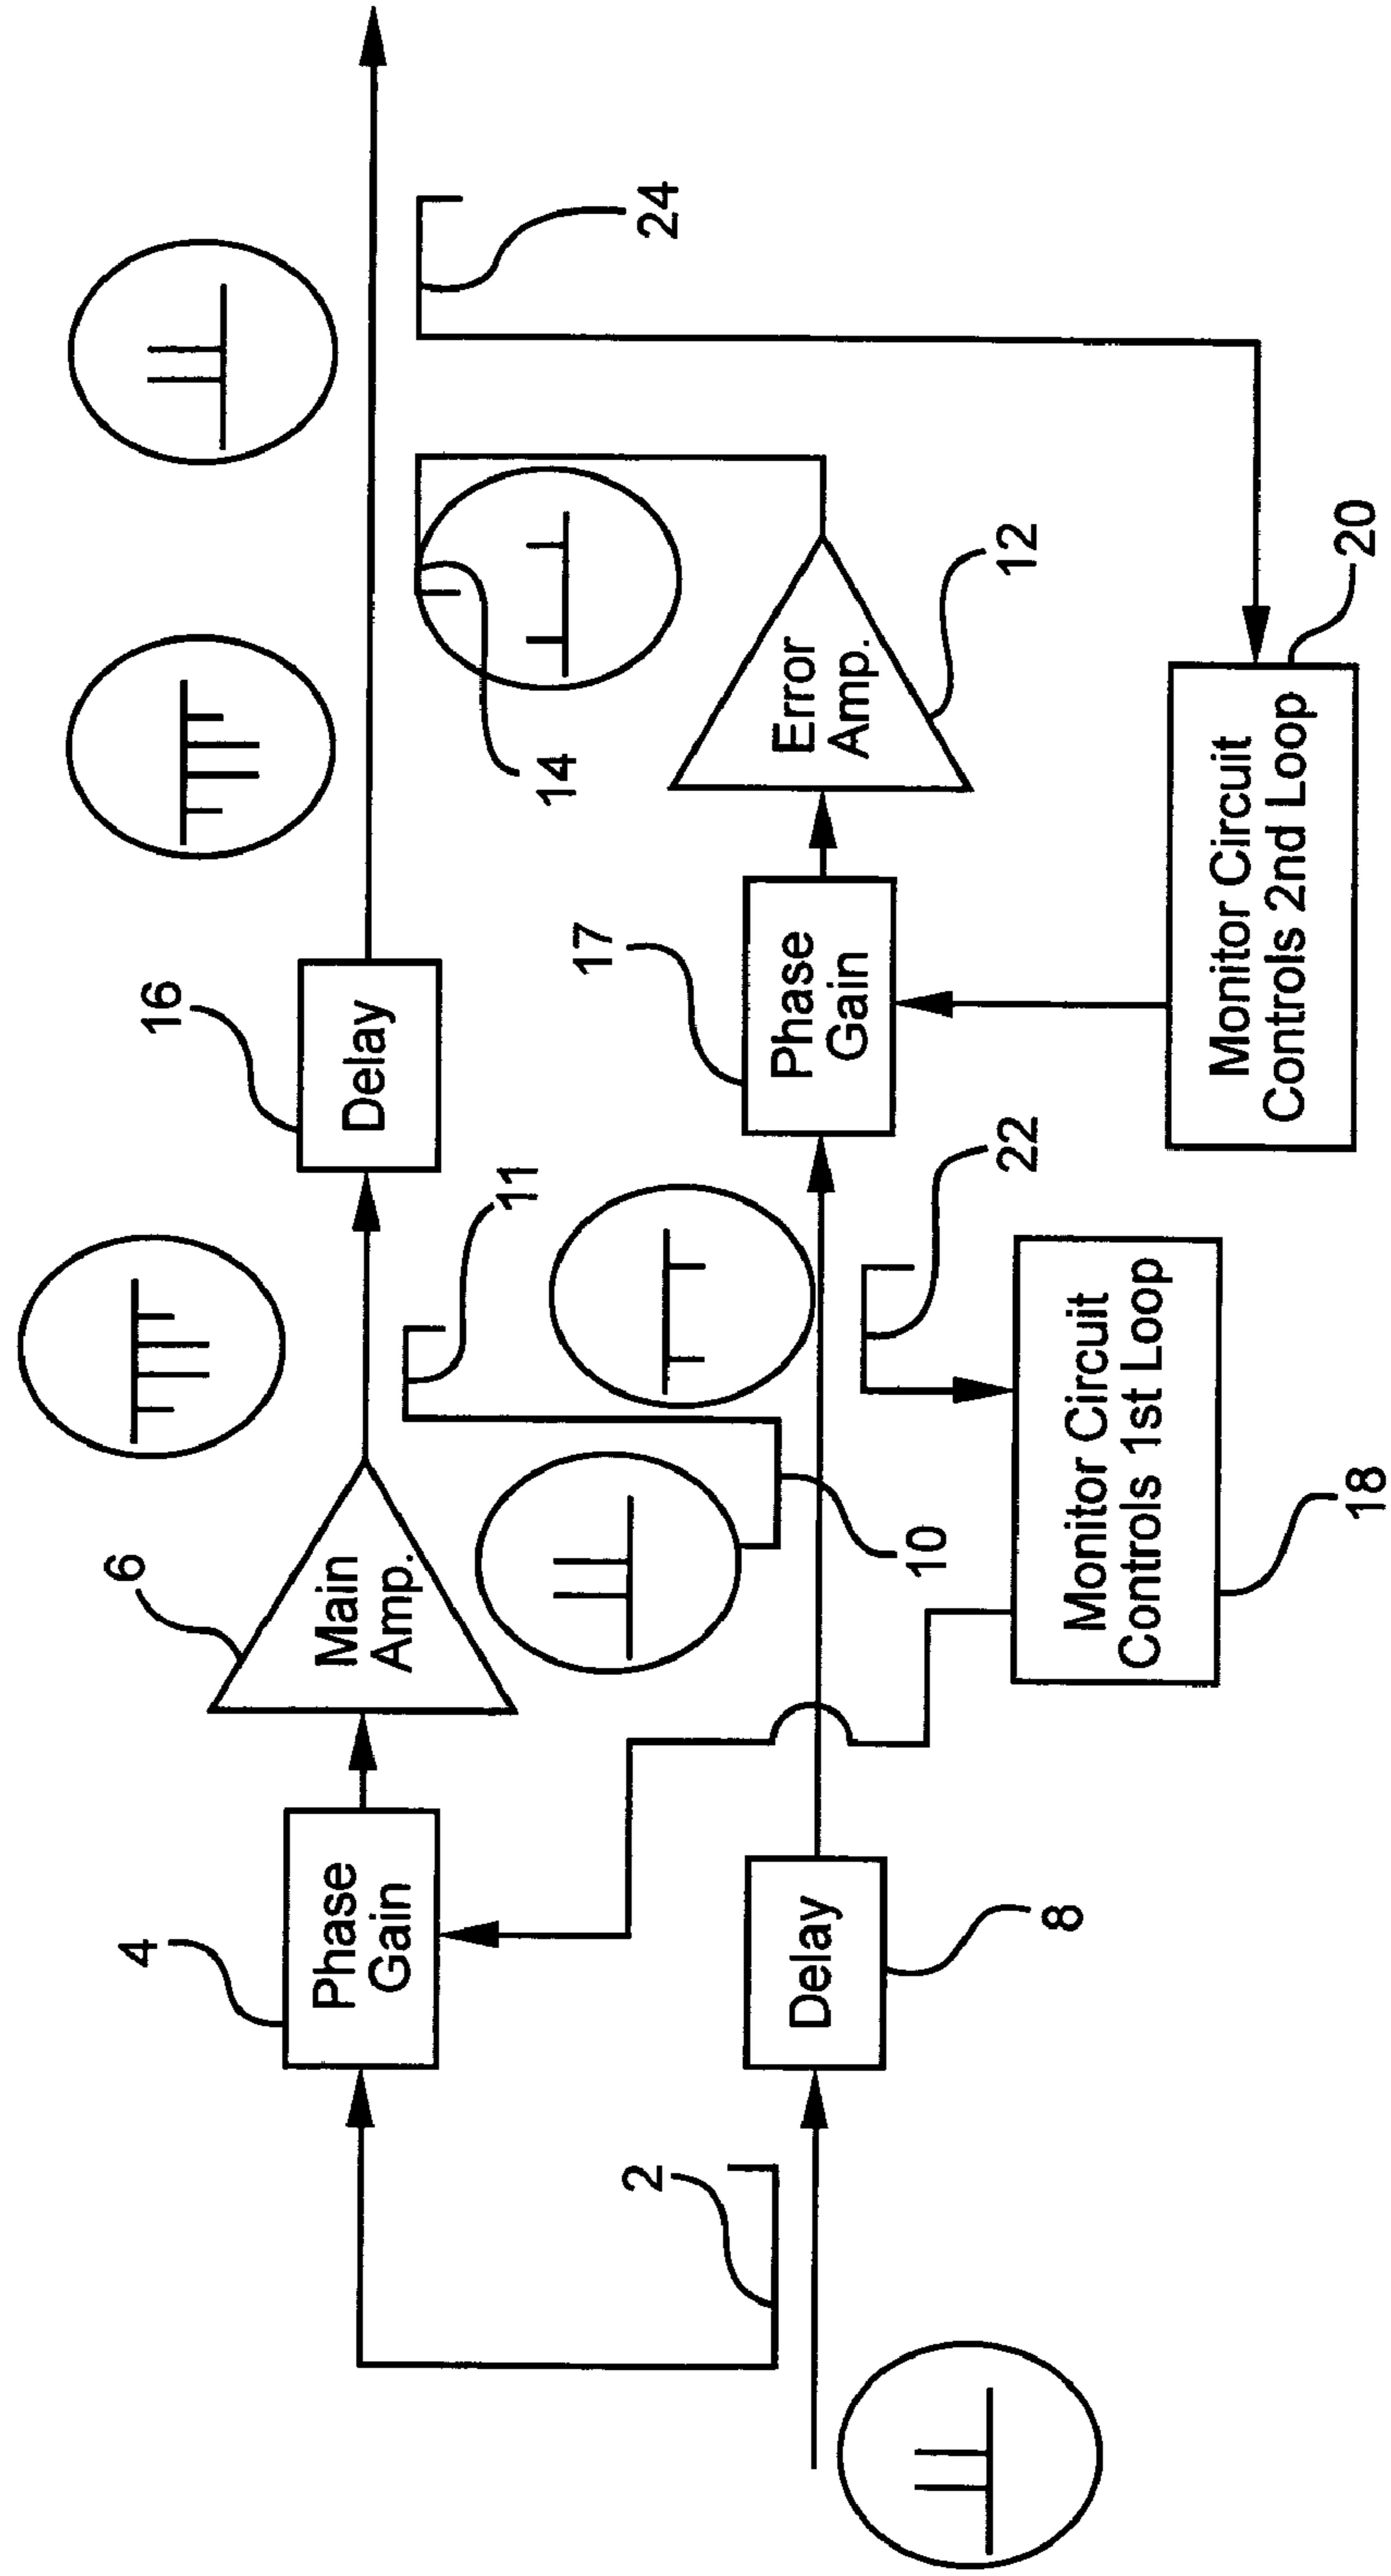 6
16
4
Main
Amp.
Delay
Phase
Gain
11
14
24
2
10
17
Error
Amp.
Delay
Phase
Gain
12
8
22
Monitor Circuit
Controls 1st Loop
Monitor Circuit
Controls 2nd Loop
20
18